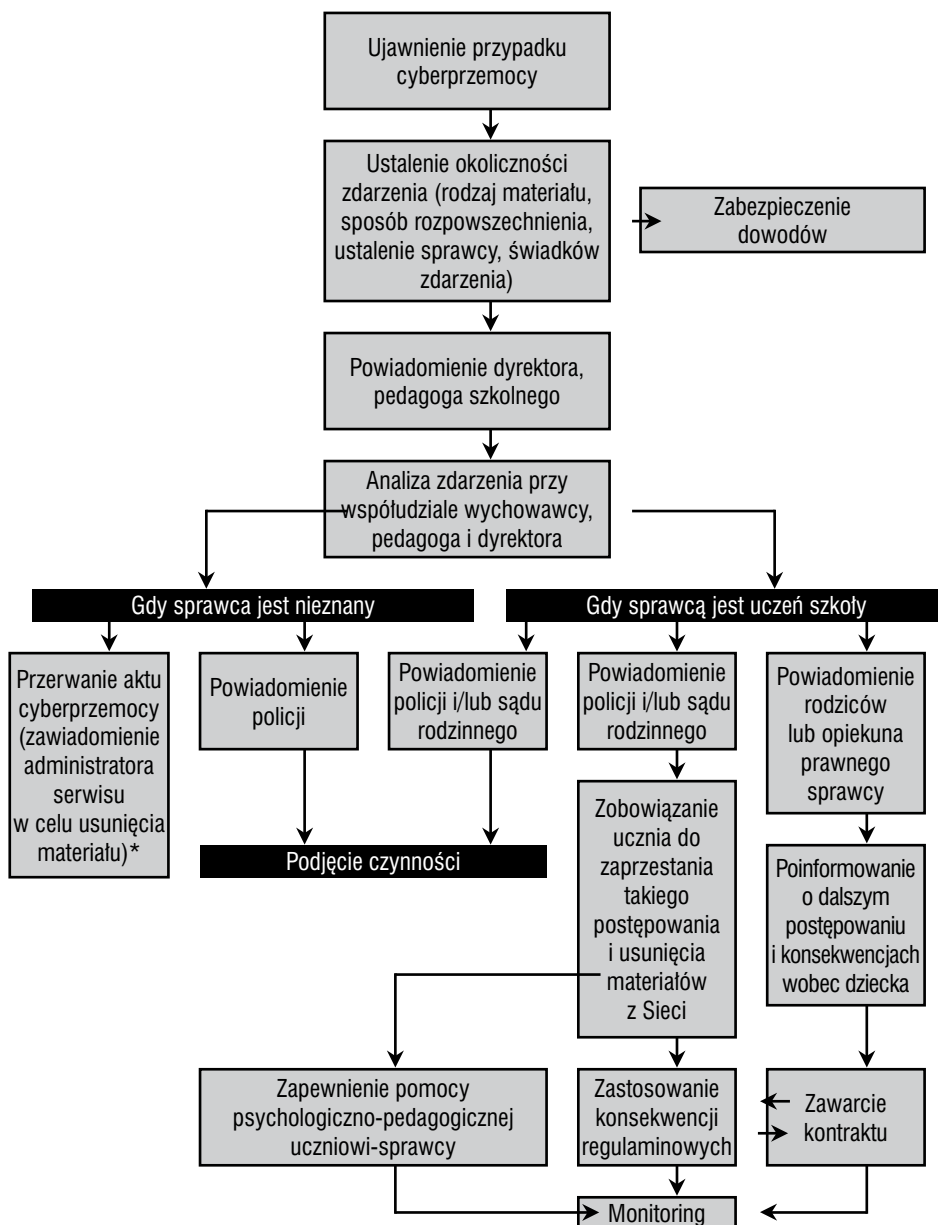 Ujawnienie przypadku
cyberprzemocy
Ustalenie okoliczności
zdarzenia (rodzaj materiału,
sposób rozpowszechnienia,
ustalenie sprawcy, świadków
zdarzenia)
Zabezpieczenie
dowodów
Powiadomienie dyrektora,
pedagoga szkolnego
Analiza zdarzenia przy
współudziale wychowawcy,
pedagoga i dyrektora
Gdy sprawca jest nieznany
Gdy sprawcą jest uczeń szkoły
Przerwanie aktu
cyberprzemocy
(zawiadomienie
administratora
serwisu
w celu usunięcia
materiału)*
Powiadomienie
policji
Powiadomienie
policji i/lub sądu
rodzinnego
Powiadomienie
policji i/lub sądu
rodzinnego
Powiadomienie
rodziców
lub opiekuna
prawnego
sprawcy
Podjęcie czynności
Zobowiązanie
ucznia do
zaprzestania
takiego
postępowania
i usunięcia
materiałów
z Sieci
Poinformowanie
o dalszym
postępowaniu
i konsekwencjach
wobec dziecka
Zapewnienie pomocy
psychologiczno-pedagogicznej
uczniowi-sprawcy
Zastosowanie
konsekwencji
regulaminowych
Zawarcie
kontraktu
Monitoring